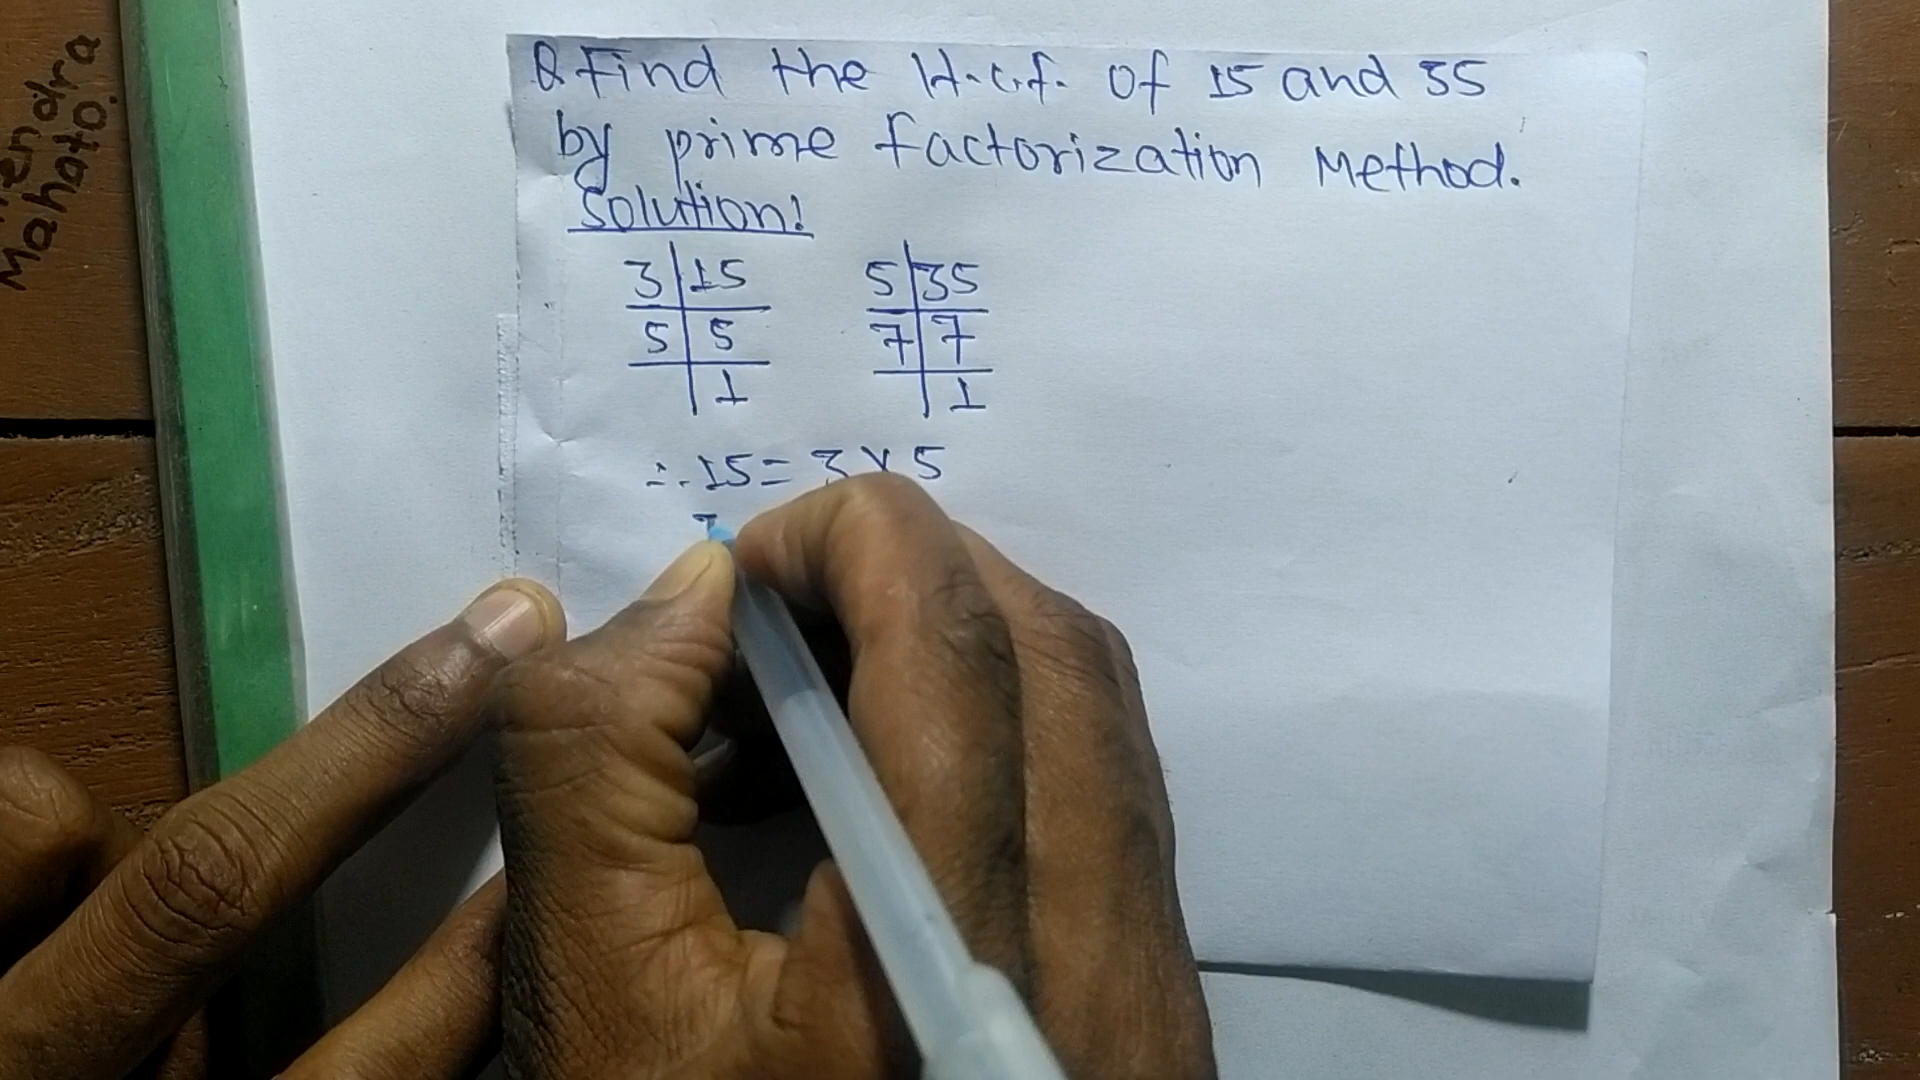 Q. Find the H.C.F. Of 15 and 35
by prime factorization Method.
Solution!
3 | 15
5 | 5
1
5 | 35
7 | 7
1
∴ 15 = 3 × 5
Mahato.